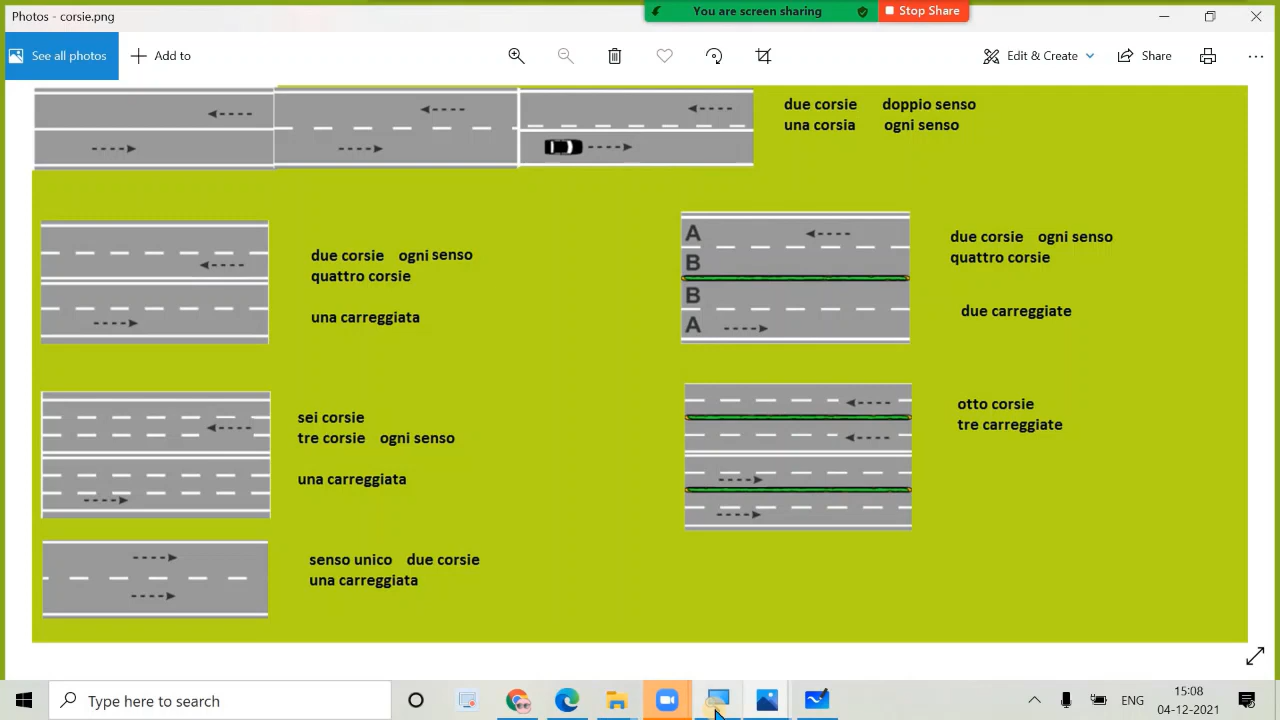 Photos - corsie.png
You are screen sharing
Stop Share
See all photos
Add to
Edit & Create
Share
due corsie doppio senso
una corsia ogni senso
due corsie ogni senso
quattro corsie
una carreggiata
A
B
B
A
due corsie ogni senso
quattro corsie
due carreggiate
sei corsie
tre corsie ogni senso
una carreggiata
otto corsie
tre carreggiate
senso unico due corsie
una carreggiata
Type here to search
ENG
15:08
04-12-2021